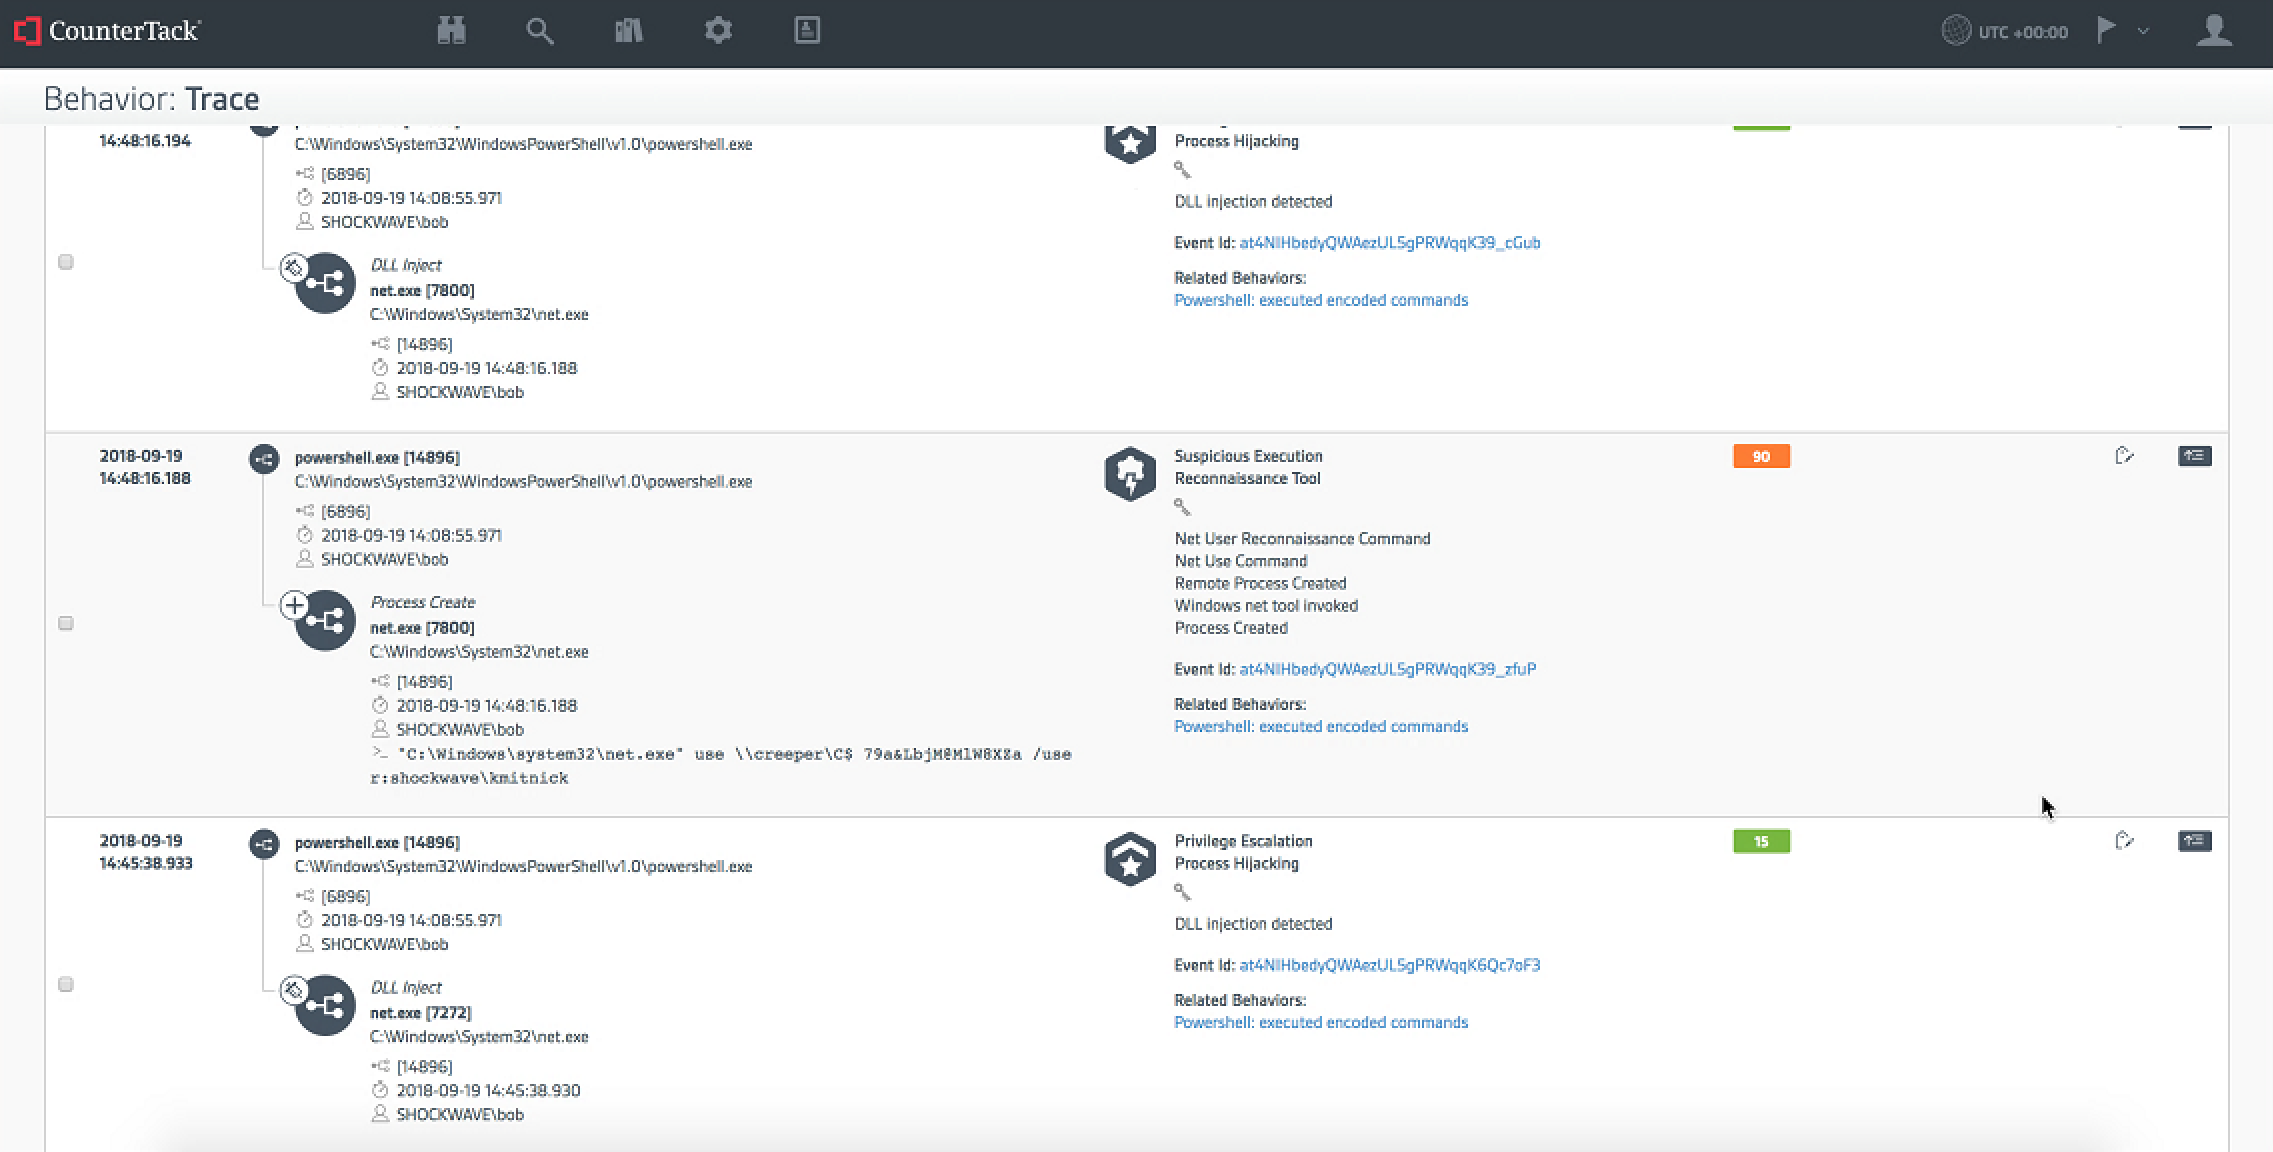 CounterTack
UTC +00:00
Behavior: Trace
14:48:16.194
C:\Windows\System32\WindowsPowerShell\v1.0\powershell.exe
[6896]
2018-09-19 14:08:55.971
SHOCKWAVE\bob
DLL Inject
net.exe [7800]
C:\Windows\System32\net.exe
[14896]
2018-09-19 14:48:16.188
SHOCKWAVE\bob
Process Hijacking
DLL injection detected
Event Id: at4NlHbedyQWAezUL5gPRWqqK39_cGub
Related Behaviors:
Powershell: executed encoded commands
2018-09-19
14:48:16.188
powershell.exe [14896]
C:\Windows\System32\WindowsPowerShell\v1.0\powershell.exe
[6896]
2018-09-19 14:08:55.971
SHOCKWAVE\bob
Process Create
net.exe [7800]
C:\Windows\System32\net.exe
[14896]
2018-09-19 14:48:16.188
SHOCKWAVE\bob
>_ "C:\Windows\system32\net.exe" use \\creeper\C$ 79a&LbjM@MlW8XZa /use
r:shockwave\kmitnick
Suspicious Execution
Reconnaissance Tool
Net User Reconnaissance Command
Net Use Command
Remote Process Created
Windows net tool invoked
Process Created
Event Id: at4NlHbedyQWAezUL5gPRWqqK39_zfuP
Related Behaviors:
Powershell: executed encoded commands
90
2018-09-19
14:45:38.933
powershell.exe [14896]
C:\Windows\System32\WindowsPowerShell\v1.0\powershell.exe
[6896]
2018-09-19 14:08:55.971
SHOCKWAVE\bob
DLL Inject
net.exe [7272]
C:\Windows\System32\net.exe
[14896]
2018-09-19 14:45:38.930
SHOCKWAVE\bob
Privilege Escalation
Process Hijacking
DLL injection detected
Event Id: at4NlHbedyQWAezUL5gPRWqqK6Qc7oF3
Related Behaviors:
Powershell: executed encoded commands
15